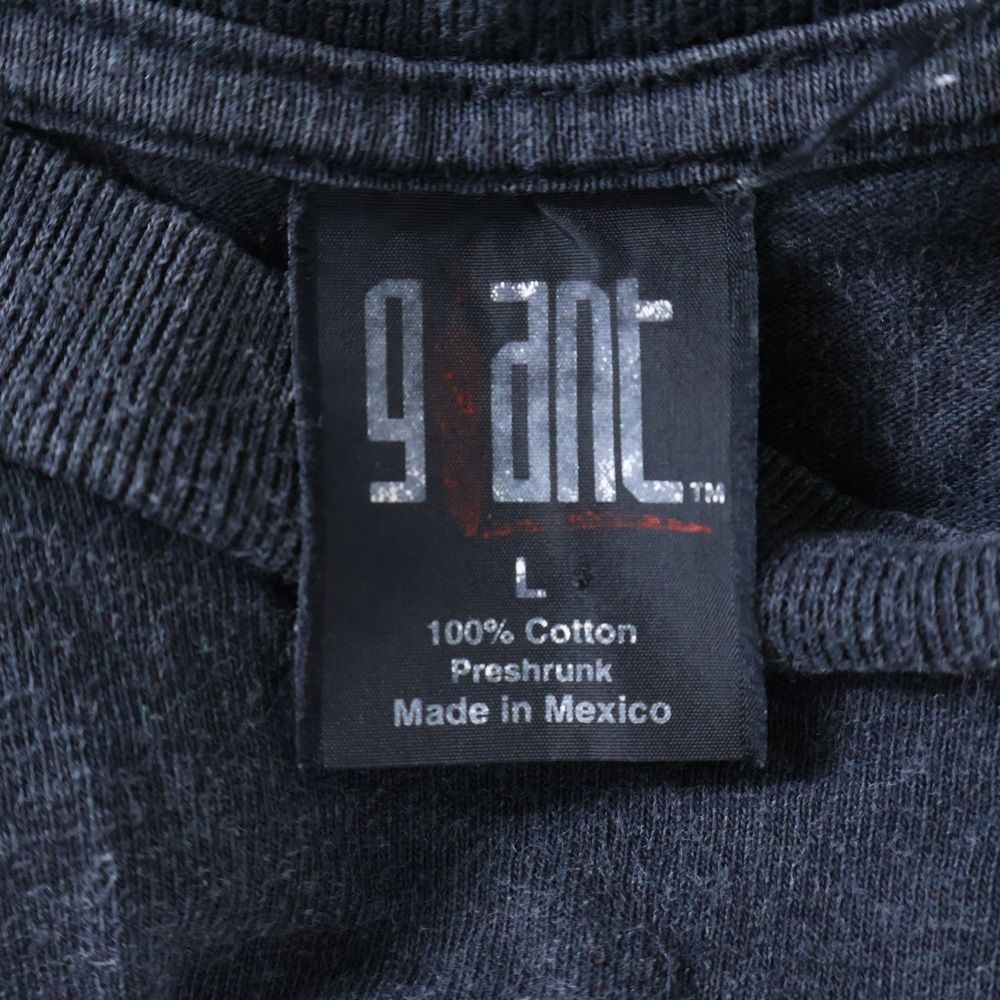 giant™
L
100% Cotton
Preshrunk
Made in Mexico